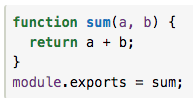 function sum(a, b) {
  return a + b;
}
module.exports = sum;